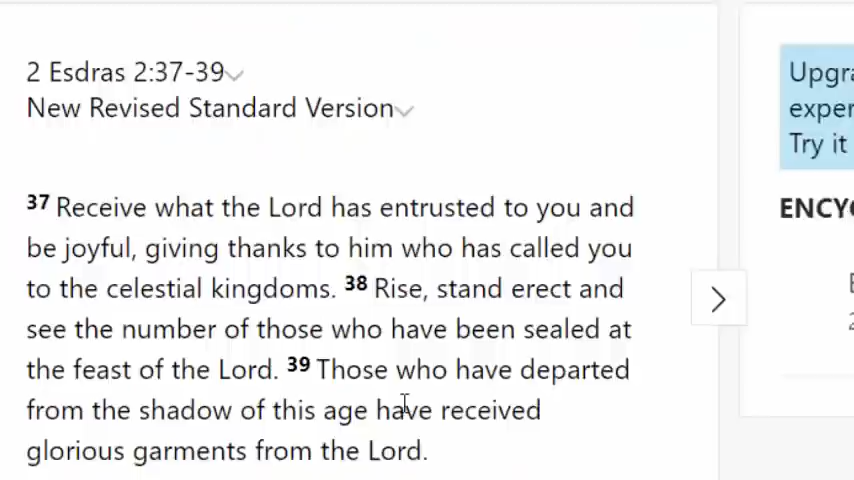 2 Esdras 2:37-39
New Revised Standard Version
37 Receive what the Lord has entrusted to you and
be joyful, giving thanks to him who has called you
to the celestial kingdoms. 38 Rise, stand erect and
see the number of those who have been sealed at
the feast of the Lord. 39 Those who have departed
from the shadow of this age have received
glorious garments from the Lord.
Try it